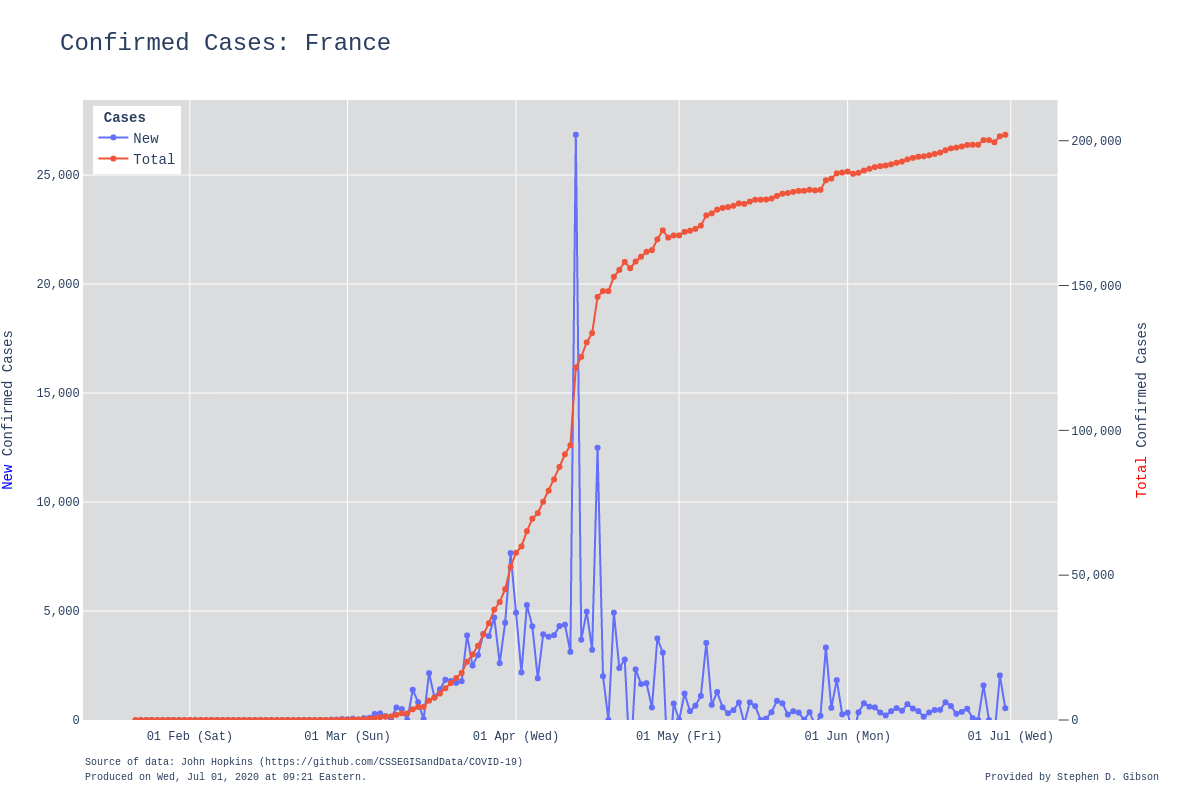 Confirmed Cases: France
Cases
New
Total
25,000
20,000
15,000
10,000
5,000
0
200,000
150,000
100,000
50,000
0
New Confirmed Cases
Total Confirmed Cases
01 Feb (Sat)
01 Mar (Sun)
01 Apr (Wed)
01 May (Fri)
01 Jun (Mon)
01 Jul (Wed)
Source of data: John Hopkins (https://github.com/CSSEGISandData/COVID-19)
Produced on Wed, Jul 01, 2020 at 09:21 Eastern.
Provided by Stephen D. Gibson